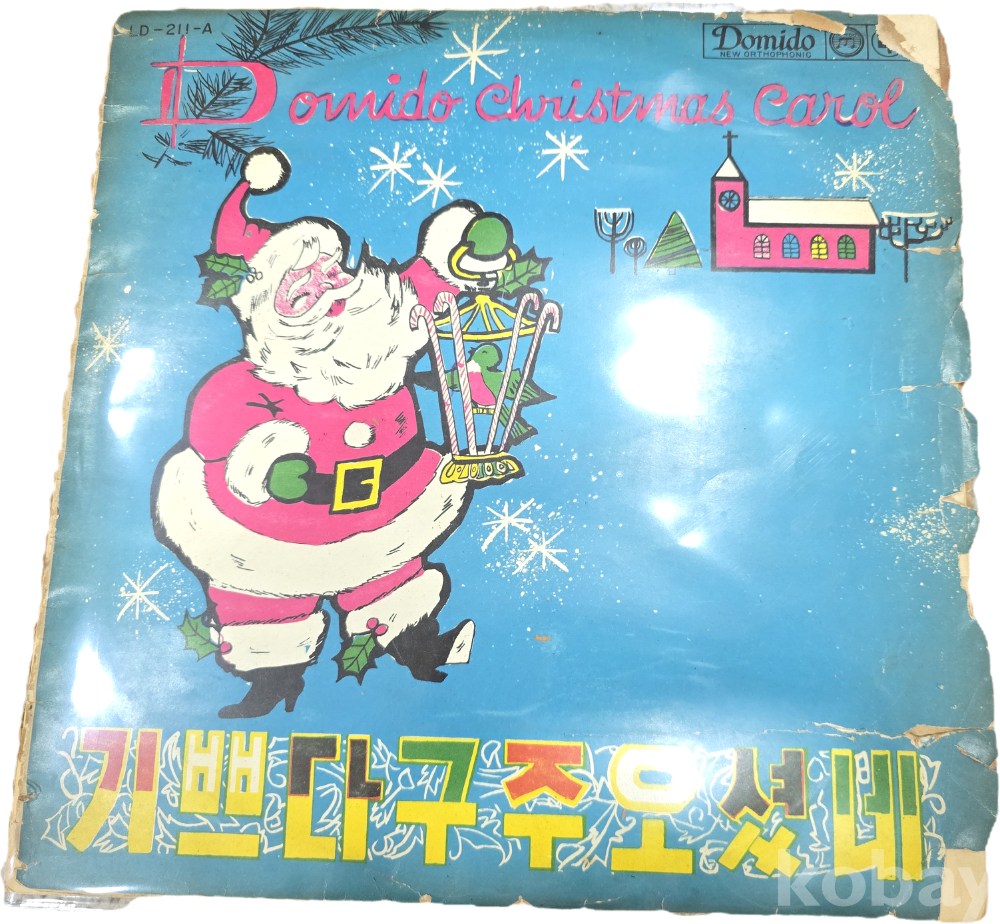 LD-211-A
Domido
NEW ORTHOPHONIC
Domido Christmas Carol
기쁘다구주오셨네
kobay